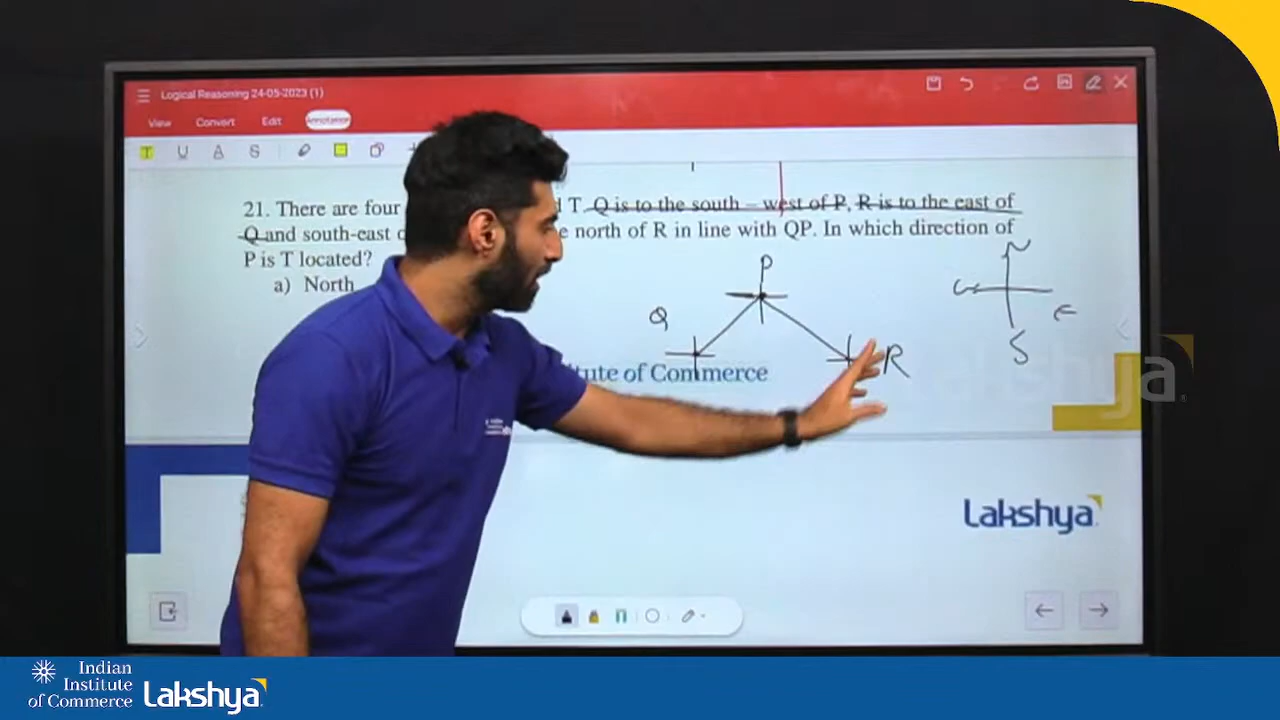 Logical Reasoning 24-05-2023 (1)
View Convert Edit Annotation
T U A S
21. There are four T. Q is to the south – west of P, R is to the east of
Q and south-east north of R in line with QP. In which direction of
P is T located?
a) North
P
N
Q
E
S
R
tute of Commerce
Lakshya
Lakshya
Indian
Institute
of Commerce Lakshya